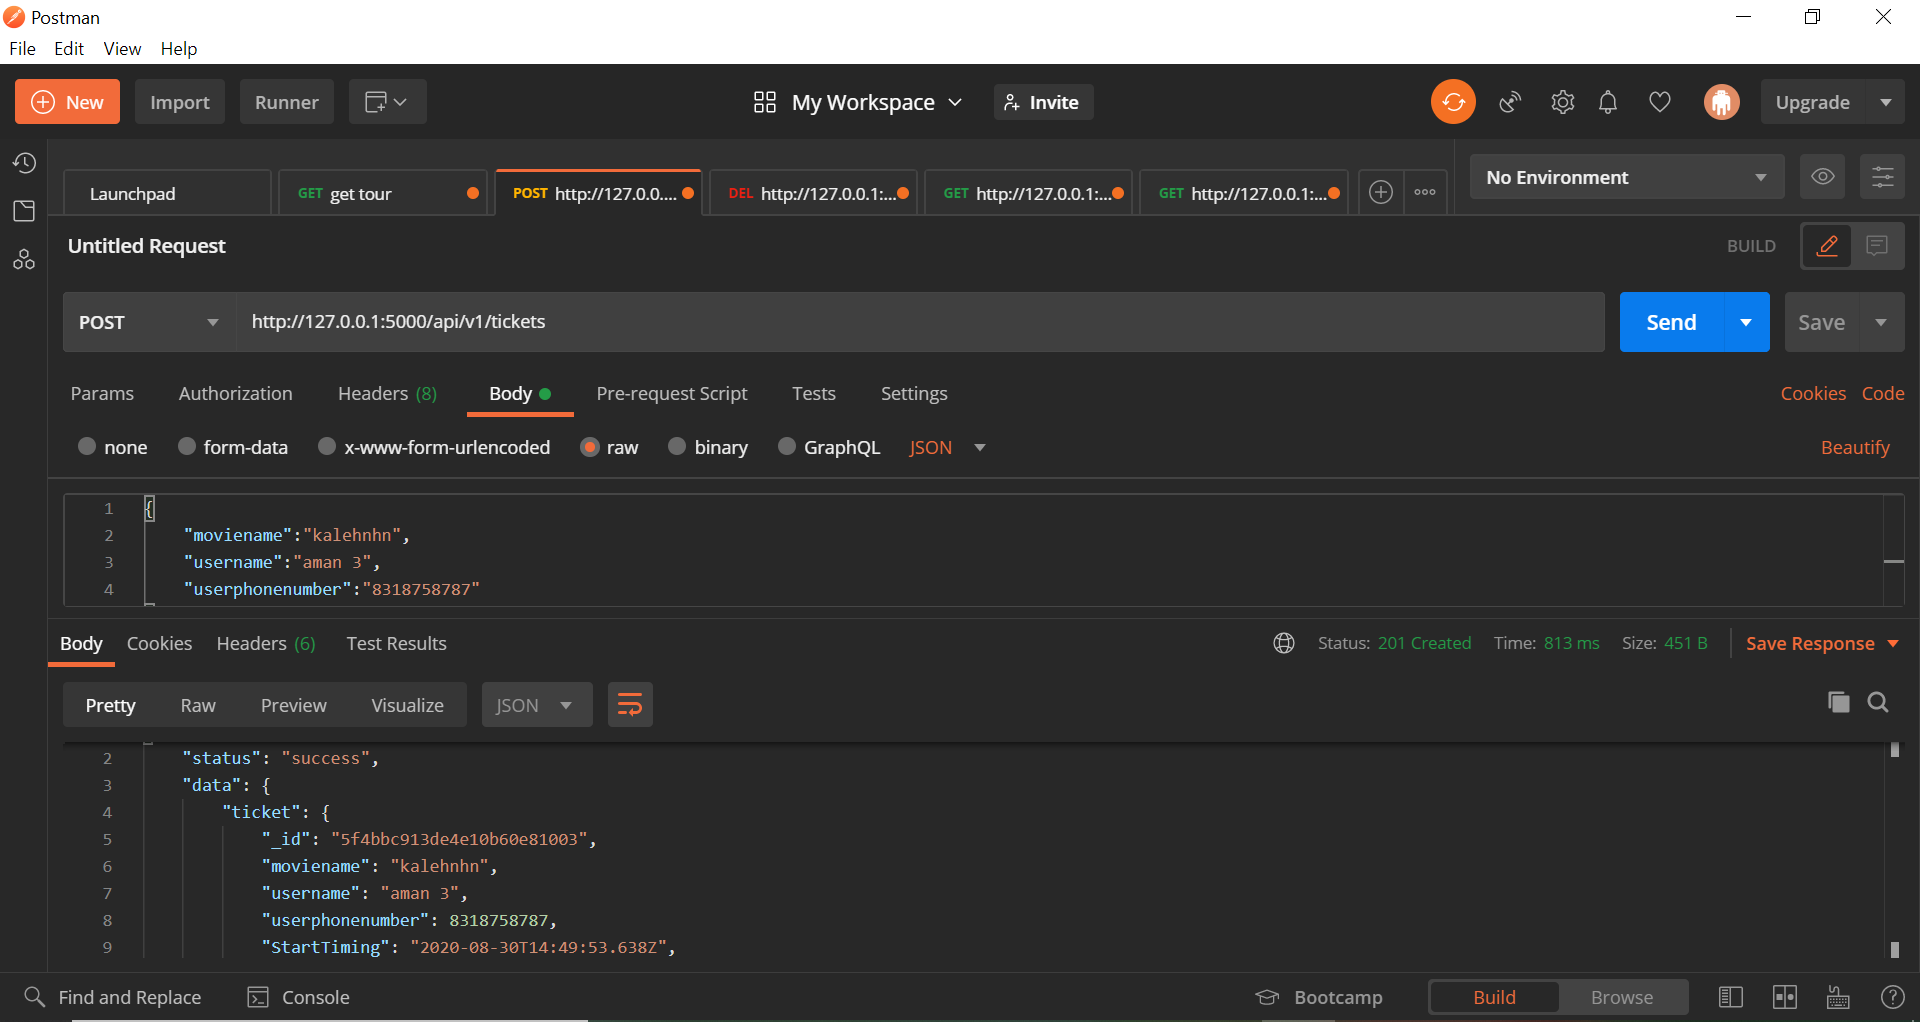 Postman
File Edit View Help
New Import Runner My Workspace Invite Upgrade
Launchpad GET get tour POST http://127.0.0.... DEL http://127.0.0.1:... GET http://127.0.0.1:... GET http://127.0.0.1:... No Environment
Untitled Request BUILD
POST http://127.0.0.1:5000/api/v1/tickets Send Save
Params Authorization Headers (8) Body Pre-request Script Tests Settings Cookies Code
none form-data x-www-form-urlencoded raw binary GraphQL JSON Beautify
1 {
2 "moviename":"kalehnhn",
3 "username":"aman 3",
4 "userphonenumber":"8318758787"
Body Cookies Headers (6) Test Results Status: 201 Created Time: 813 ms Size: 451 B Save Response
Pretty Raw Preview Visualize JSON
2 "status": "success",
3 "data": {
4 "ticket": {
5 "_id": "5f4bbc913de4e10b60e81003",
6 "moviename": "kalehnhn",
7 "username": "aman 3",
8 "userphonenumber": 8318758787,
9 "StartTiming": "2020-08-30T14:49:53.638Z",
Find and Replace Console Bootcamp Build Browse